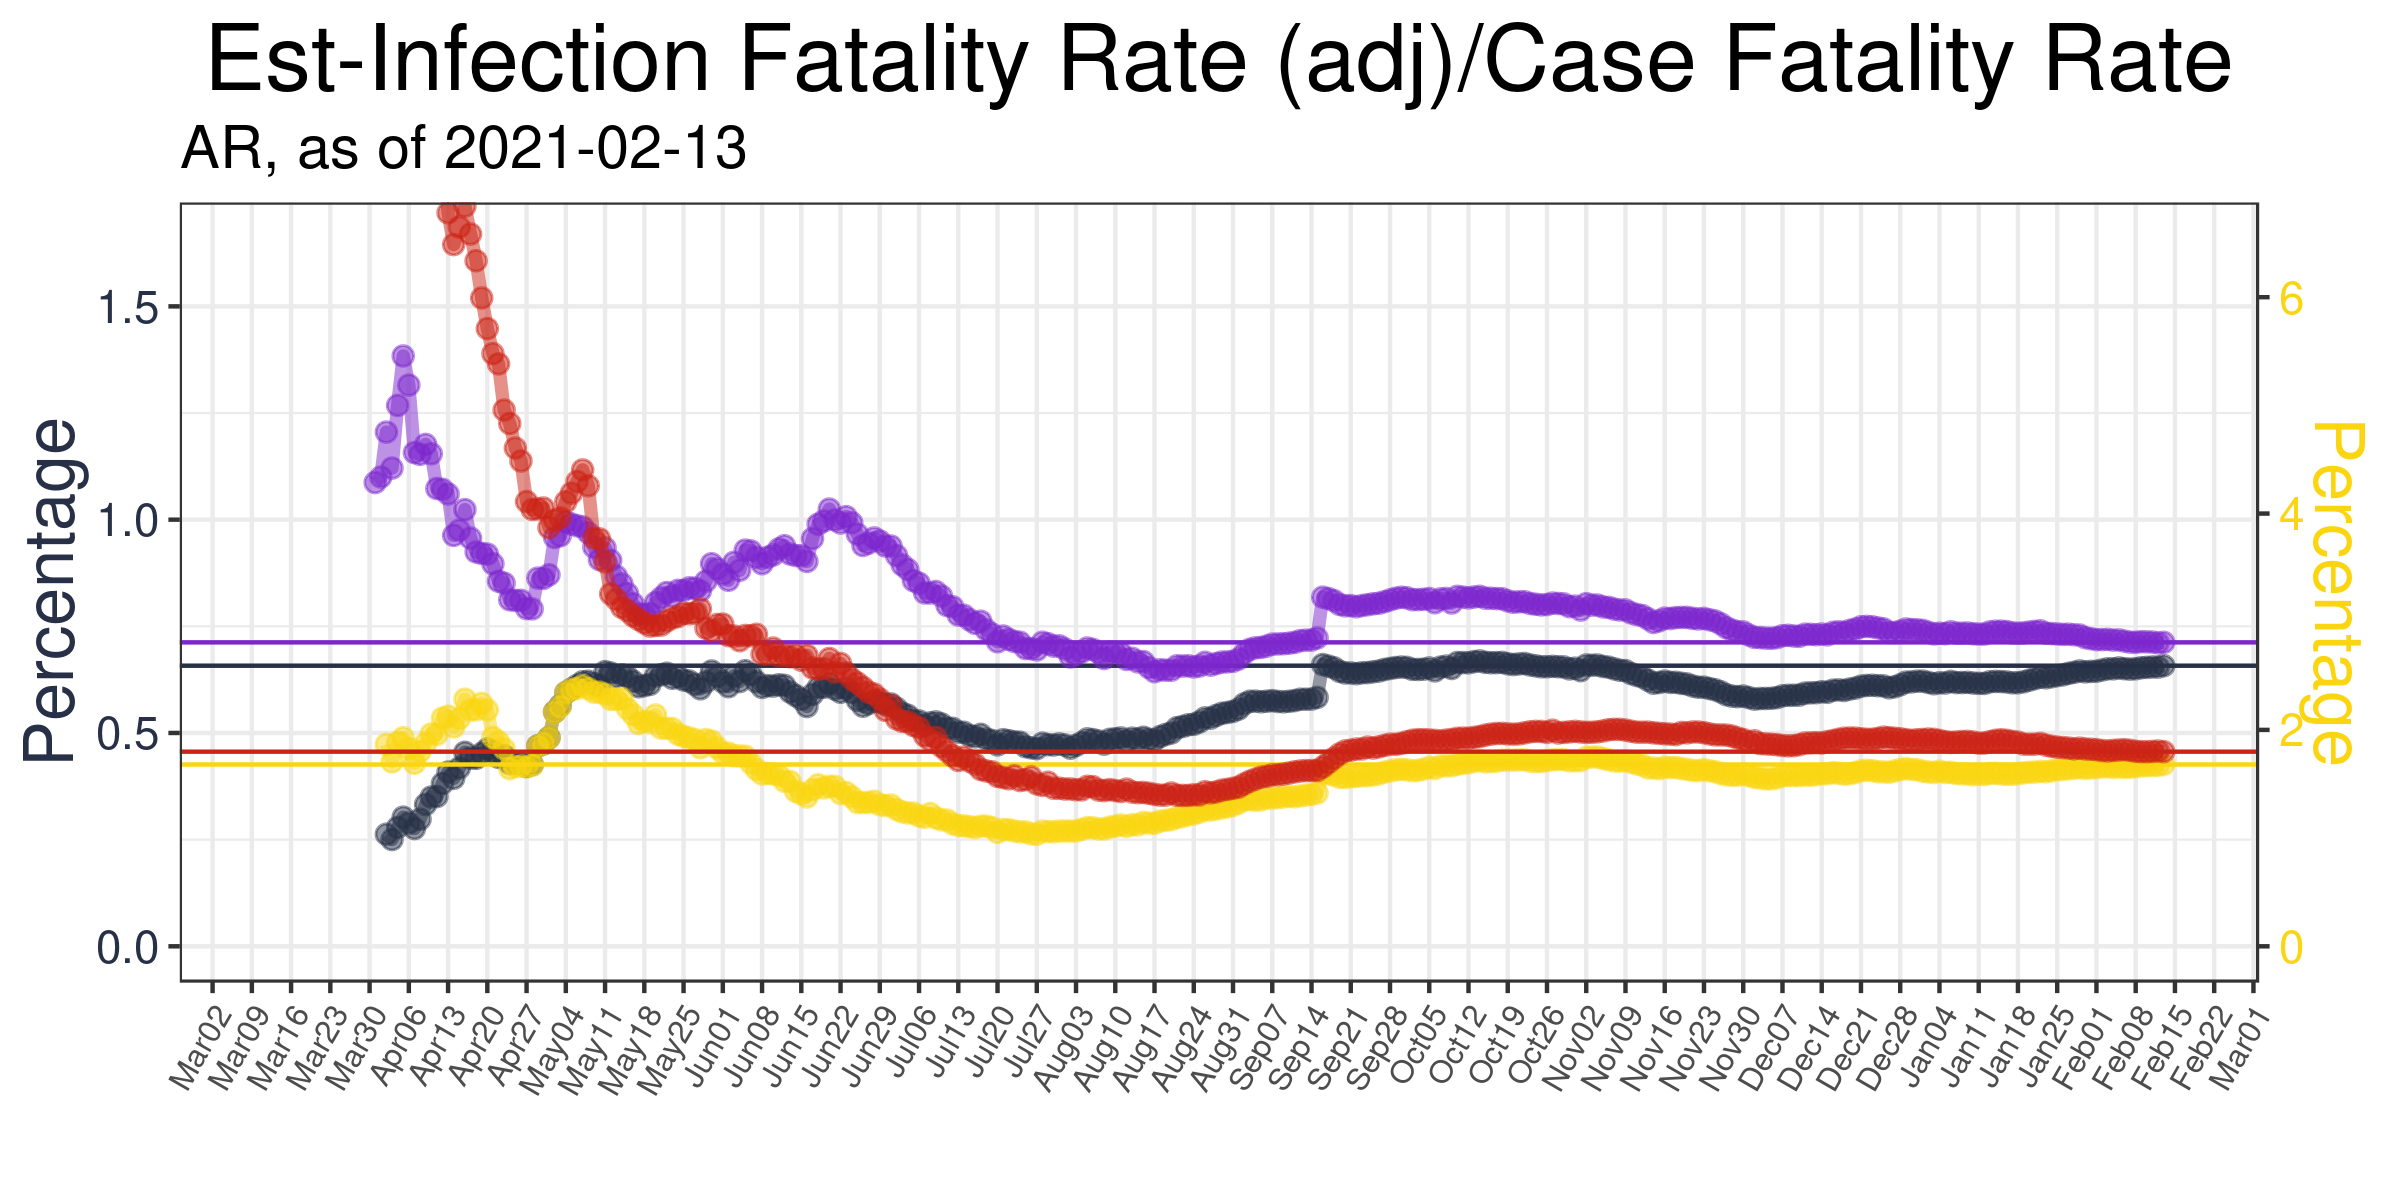 Est-Infection Fatality Rate (adj)/Case Fatality Rate
AR, as of 2021-02-13
Percentage
1.5
1.0
0.5
0.0
6
4
2
0
Percentage
Mar02
Mar09
Mar16
Mar23
Mar30
Apr06
Apr13
Apr20
Apr27
May04
May11
May18
May25
Jun01
Jun08
Jun15
Jun22
Jun29
Jul06
Jul13
Jul20
Jul27
Aug03
Aug10
Aug17
Aug24
Aug31
Sep07
Sep14
Sep21
Sep28
Oct05
Oct12
Oct19
Oct26
Nov02
Nov09
Nov16
Nov23
Nov30
Dec07
Dec14
Dec21
Dec28
Jan04
Jan11
Jan18
Jan25
Feb01
Feb08
Feb15
Feb22
Mar01